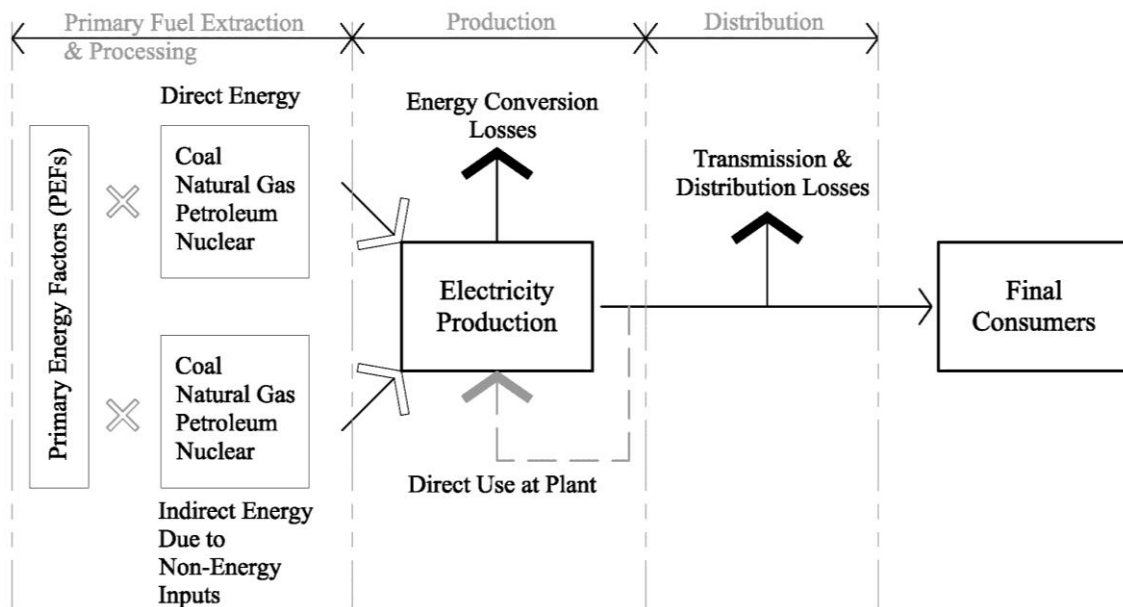 Primary Fuel Extraction
& Processing
Production
Distribution
Direct Energy
Primary Energy Factors (PEFs)
Coal
Natural Gas
Petroleum
Nuclear
Coal
Natural Gas
Petroleum
Nuclear
Indirect Energy
Due to
Non-Energy
Inputs
Energy Conversion
Losses
Electricity
Production
Direct Use at Plant
Transmission &
Distribution Losses
Final
Consumers